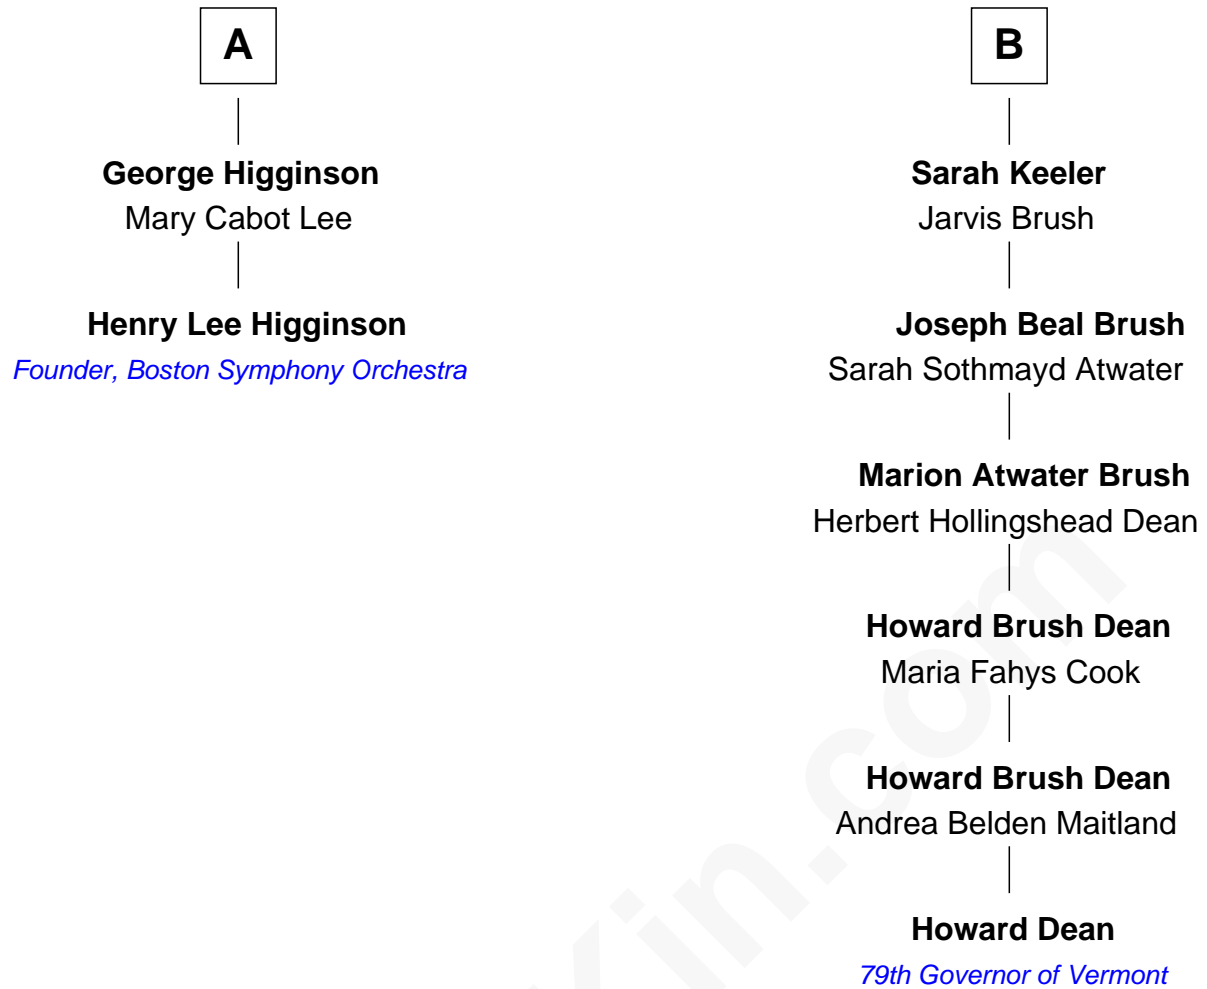 A
George Higginson
Mary Cabot Lee
Henry Lee Higginson
Founder, Boston Symphony Orchestra
B
Sarah Keeler
Jarvis Brush
Joseph Beal Brush
Sarah Sothmayd Atwater
Marion Atwater Brush
Herbert Hollingshead Dean
Howard Brush Dean
Maria Fahys Cook
Howard Brush Dean
Andrea Belden Maitland
Howard Dean
79th Governor of Vermont
Kin.com